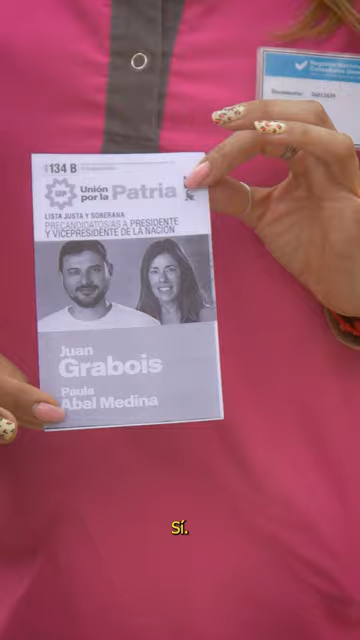 134 B
UP Unión por la Patria
LISTA JUSTA Y SOBERANA
PRECANDIDATOS/AS A PRESIDENTE
Y VICEPRESIDENTE DE LA NACIÓN
Juan
Grabois
Paula
Abal Medina
Sí.